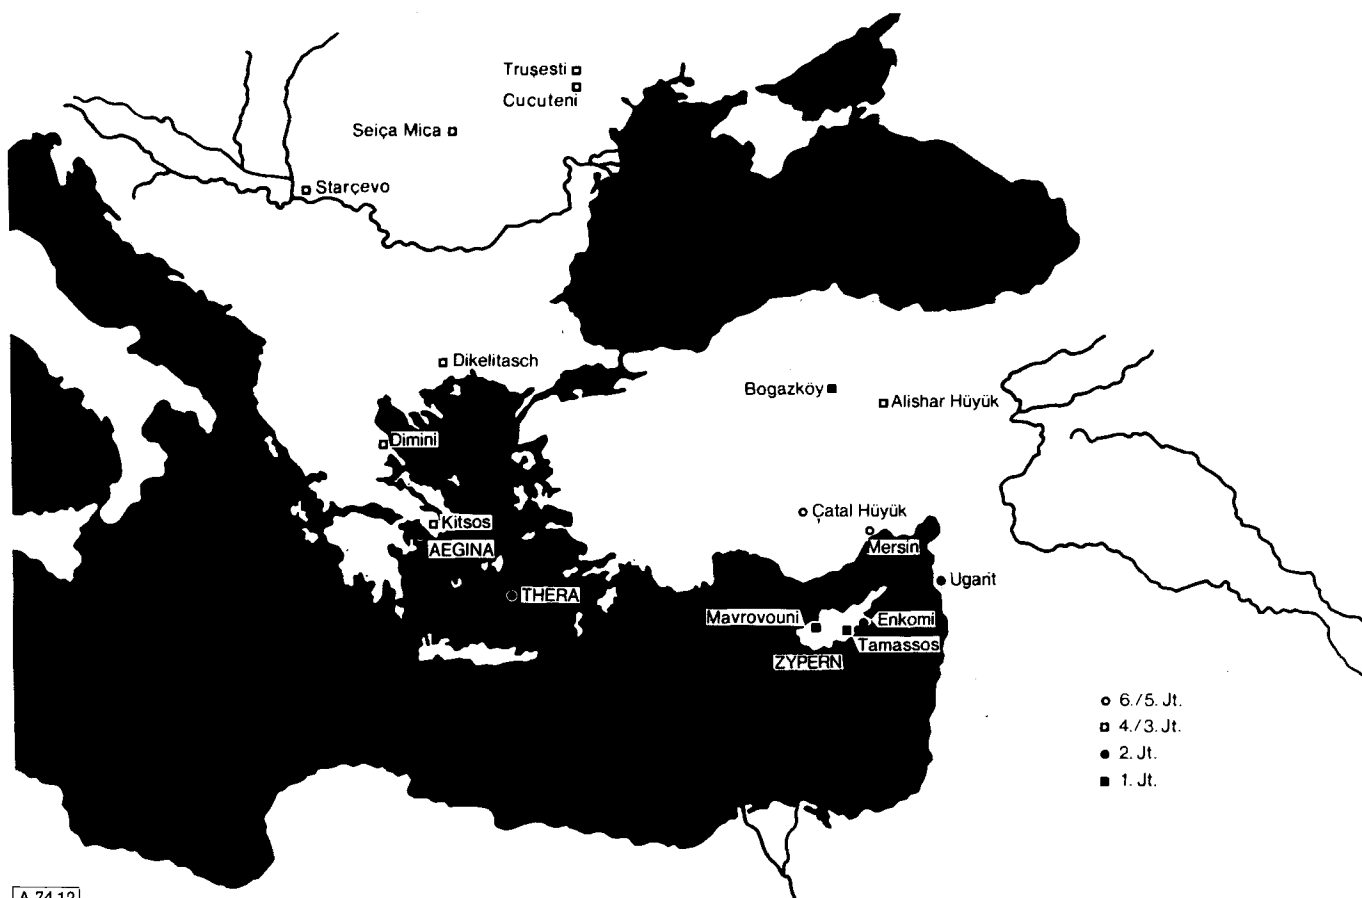 Truşesti
Cucuteni
Seiça Mica
Starçevo
Dikelitasch
Bogazköy
Alishar Hüyük
Dimini
Çatal Hüyük
Kitsos
Mersin
AEGINA
Ugarit
THERA
Mavrovouni
Enkomi
Tamassos
ZYPERN
6./5. Jt.
4./3. Jt.
2. Jt.
1. Jt.
A 74.12